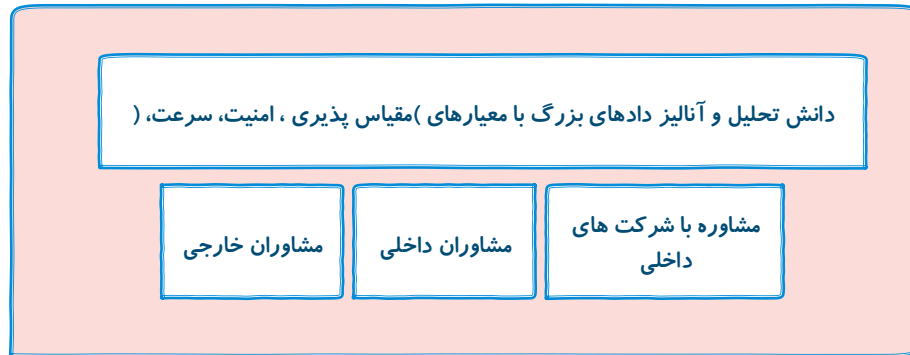 دانش تحلیل و آنالیز دادهای بزرگ با معیارهای )مقیاس پذیری ، امنیت، سرعت، (
مشاوره با شرکت های
داخلی
مشاوران داخلی
مشاوران خارجی